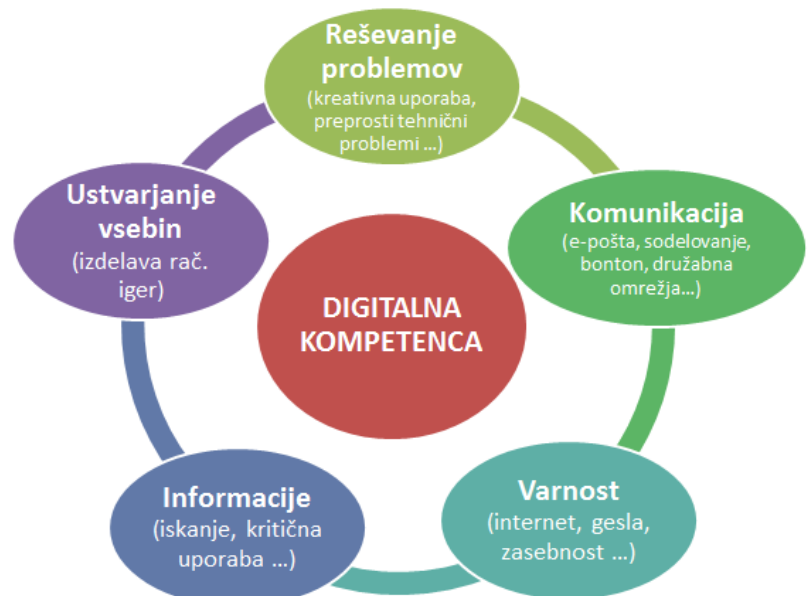 Reševanje
problemov
(kreativna uporaba,
preprosti tehnični
problemi ...)
Komunikacija
(e-pošta, sodelovanje,
bonton, družabna
omrežja...)
Varnost
(internet, gesla,
zasebnost ...)
Informacije
(iskanje, kritična
uporaba ...)
Ustvarjanje
vsebin
(izdelava rač.
iger)
DIGITALNA
KOMPETENCA